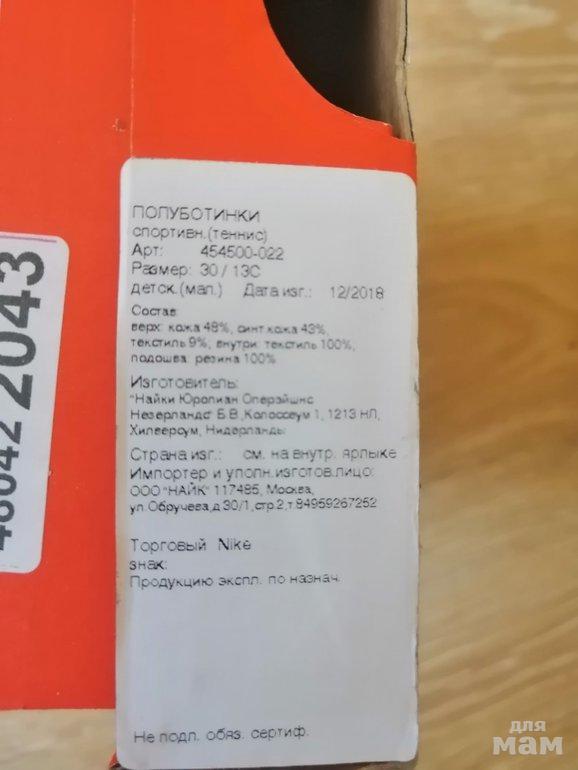 ПОЛУБОТИНКИ
спортивн.(теннис)
Арт: 454500-022
Размер: 30 / 13C
детск.(мал.) Дата изг.: 12/2018
Состав:
верх: кожа 48%, синт.кожа 43%,
текстиль 9%, внутри: текстиль 100%,
подошва: резина 100%
Изготовитель:
"Найки Юропиан Оперэйшнс
Незерландс" Б.В.,Колоссеум 1, 1213 НЛ,
Хилверсум, Нидерланды
Страна изг.: см. на внутр. ярлыке
Импортер и уполн.изготов.лицо:
ООО "НАЙК" 117485, Москва,
ул.Обручева,д.30/1,стр.2,т.84959267252
Торговый Nike
знак:
Продукцию экспл. по назнач.
Не подл. обяз. сертиф.
2043
для
мам